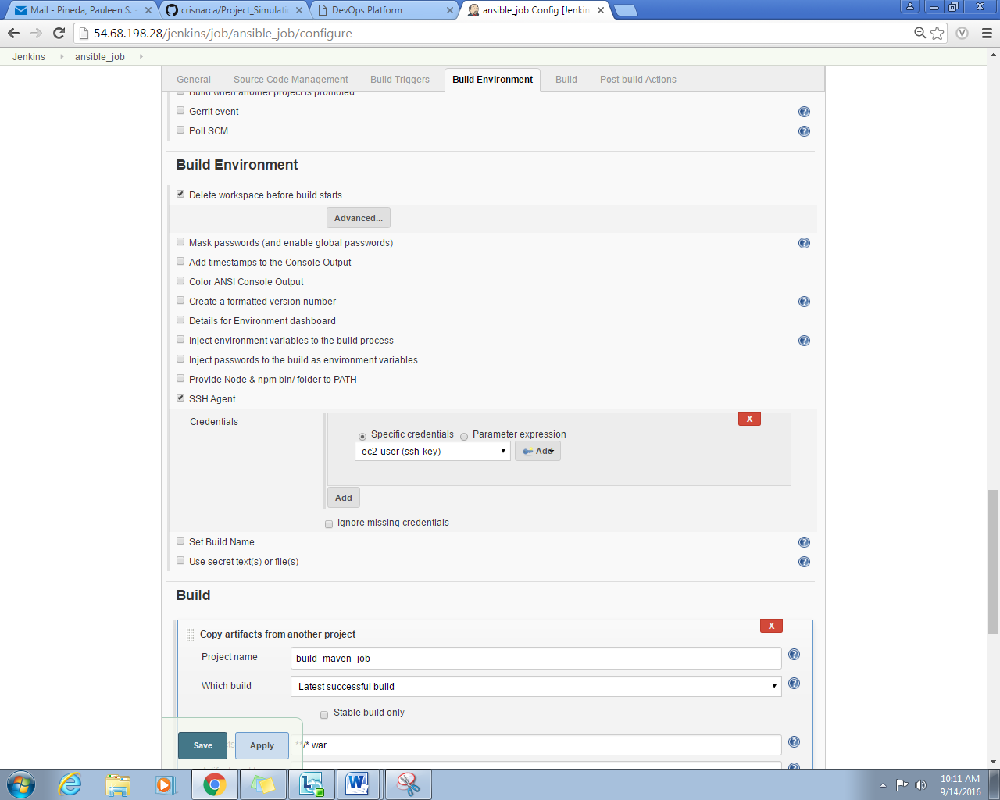 Mail - Pineda, Pauleen S. -
crisnarca/Project_Simulati
DevOps Platform
ansible_job Config [Jenkin
54.68.198.28/jenkins/job/ansible_job/configure
Jenkins
ansible_job
General
Source Code Management
Build Triggers
Build Environment
Build
Post-build Actions
Build when another project is promoted
Gerrit event
Poll SCM
Build Environment
Delete workspace before build starts
Advanced...
Mask passwords (and enable global passwords)
Add timestamps to the Console Output
Color ANSI Console Output
Create a formatted version number
Details for Environment dashboard
Inject environment variables to the build process
Inject passwords to the build as environment variables
Provide Node & npm bin/ folder to PATH
SSH Agent
Credentials
X
Specific credentials
Parameter expression
ec2-user (ssh-key)
Add
Add
Ignore missing credentials
Set Build Name
Use secret text(s) or file(s)
Build
X
Copy artifacts from another project
Project name
build_maven_job
Which build
Latest successful build
Stable build only
Save
Apply
**/*.war
10:11 AM
9/14/2016